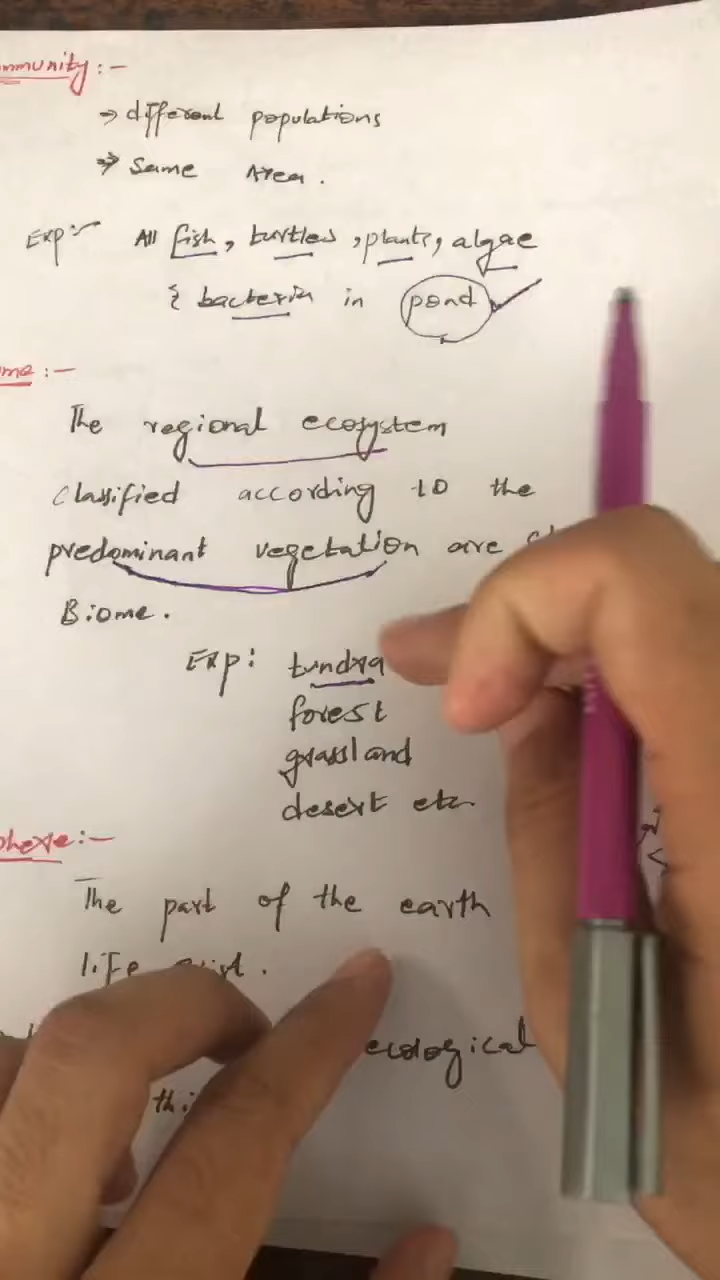 mmunity :-
→ different populations
→ Same Area.
Exp:- All fish, turtles, plants, algae
& bacteria in pond
me :-
The regional ecosystem
classified according to the
predominant vegetation are
Biome.
Exp: tundra
forest
grassland
desert etc
phere:-
The part of the earth
life exist.
ecological